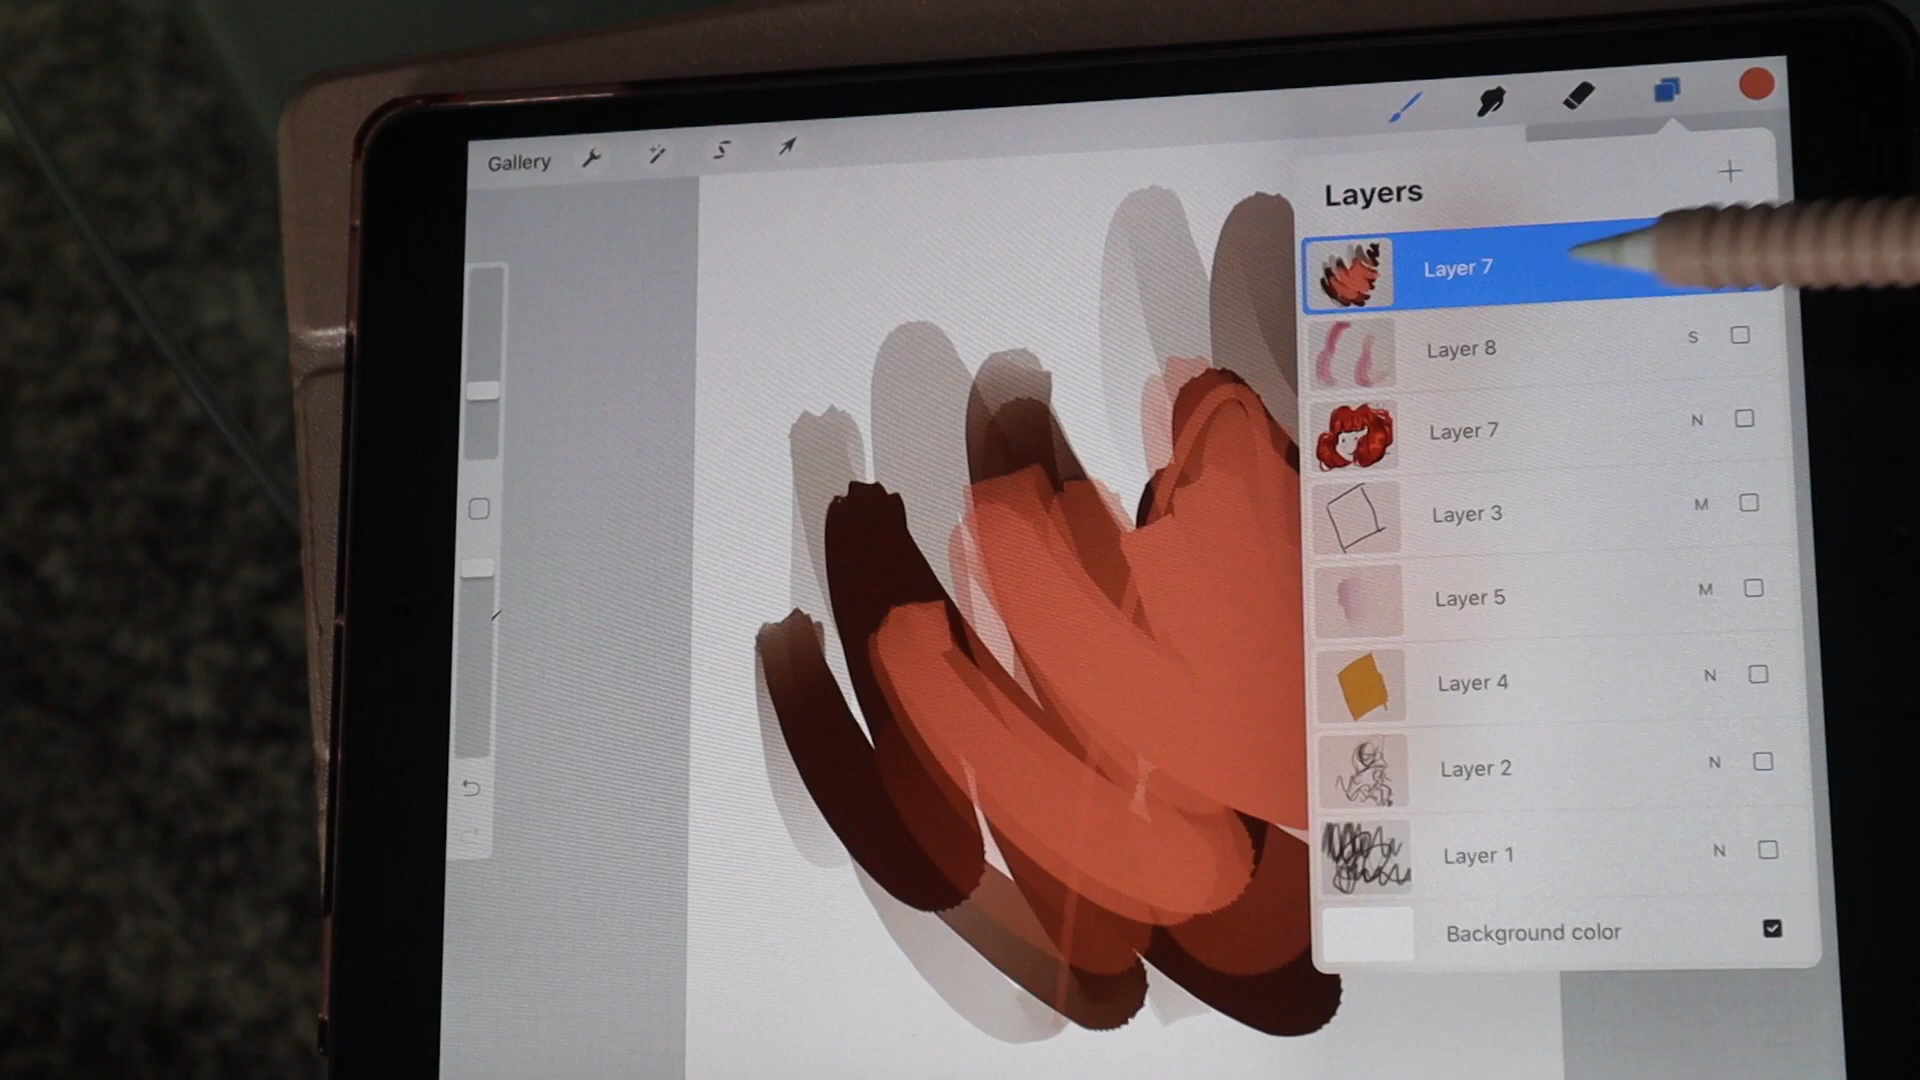 Gallery
Layers
Layer 7
Layer 8 S
Layer 7 N
Layer 3 M
Layer 5 M
Layer 4 N
Layer 2 N
Layer 1 N
Background color